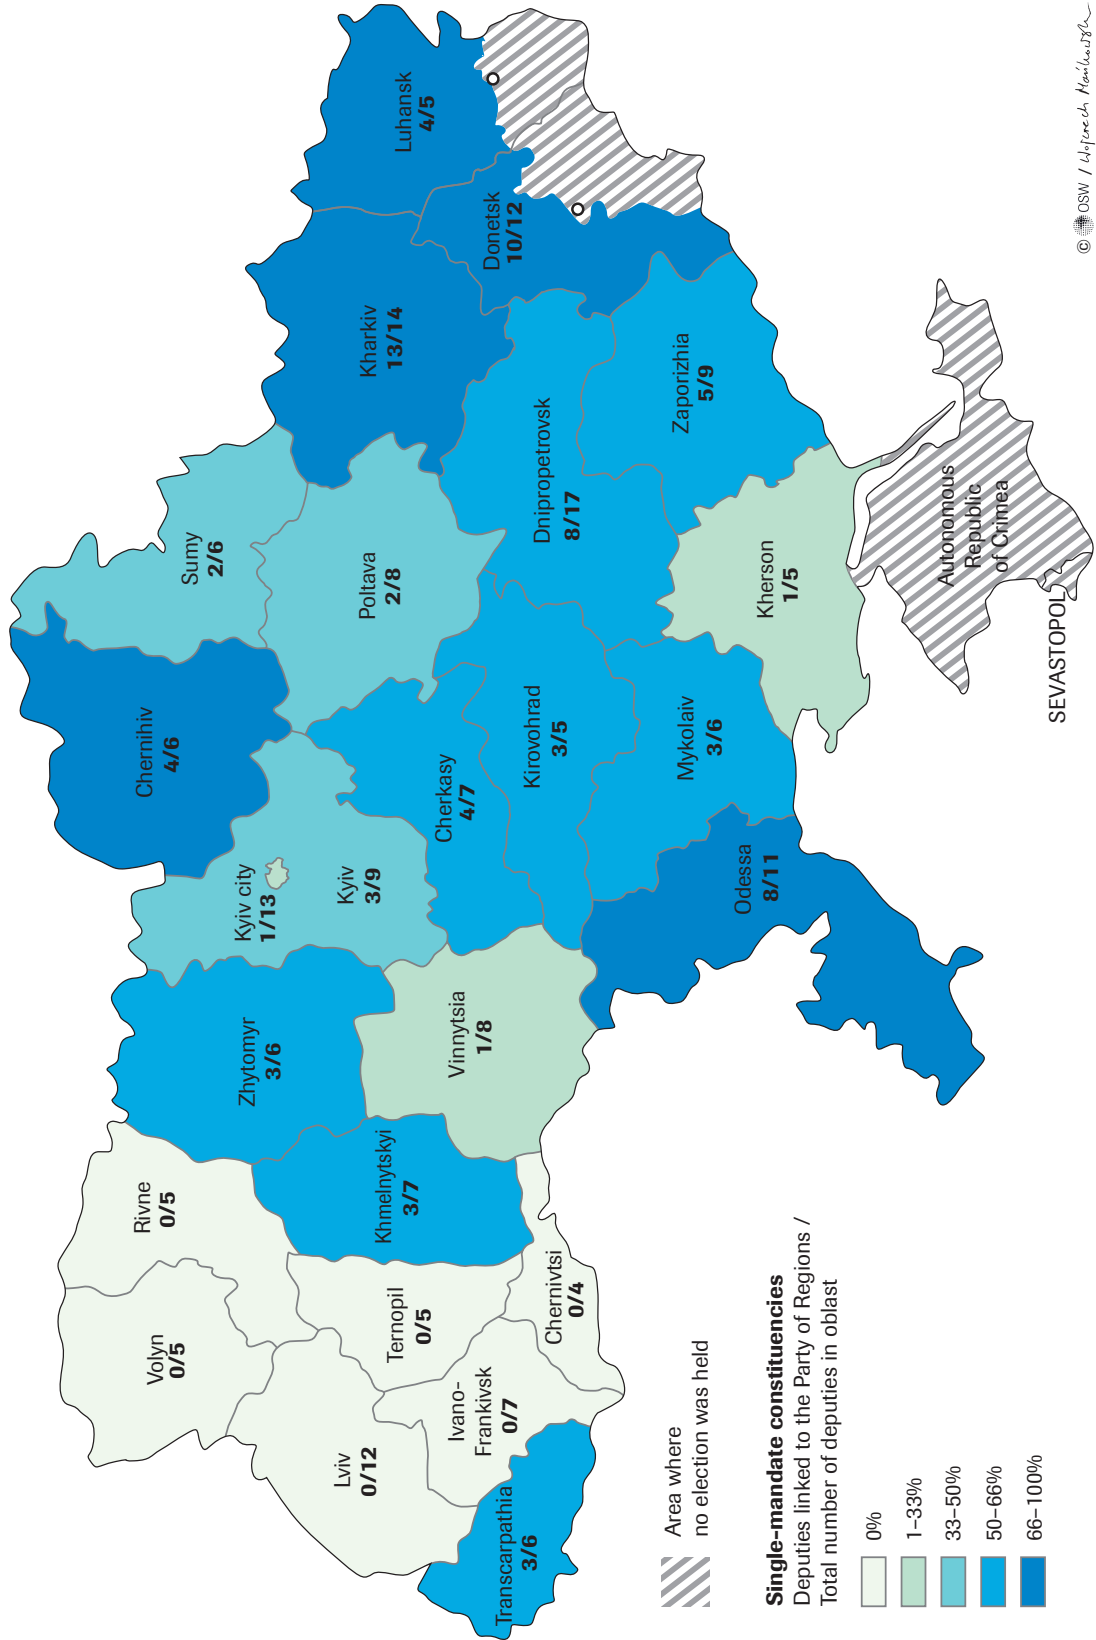 Volyn
0/5
Rivne
0/5
Lviv
0/12
Ternopil
0/5
Ivano-
Frankivsk
0/7
Transcarpathia
3/6
Chernivtsi
0/4
Khmelnytskyi
3/7
Zhytomyr
3/6
Vinnytsia
1/8
Kyiv city
1/13
Kyiv
3/9
Chernihiv
4/6
Sumy
2/6
Poltava
2/8
Cherkasy
4/7
Kirovohrad
3/5
Odessa
8/11
Mykolaiv
3/6
Kherson
1/5
Dnipropetrovsk
8/17
Zaporizhia
5/9
Kharkiv
13/14
Luhansk
4/5
Donetsk
10/12
Autonomous
Republic
of Crimea
SEVASTOPOL
Area where
no election was held
Single-mandate constituencies
Deputies linked to the Party of Regions /
Total number of deputies in oblast
0%
1–33%
33–50%
50–66%
66–100%
© OSW / Wojciech Mańkowski